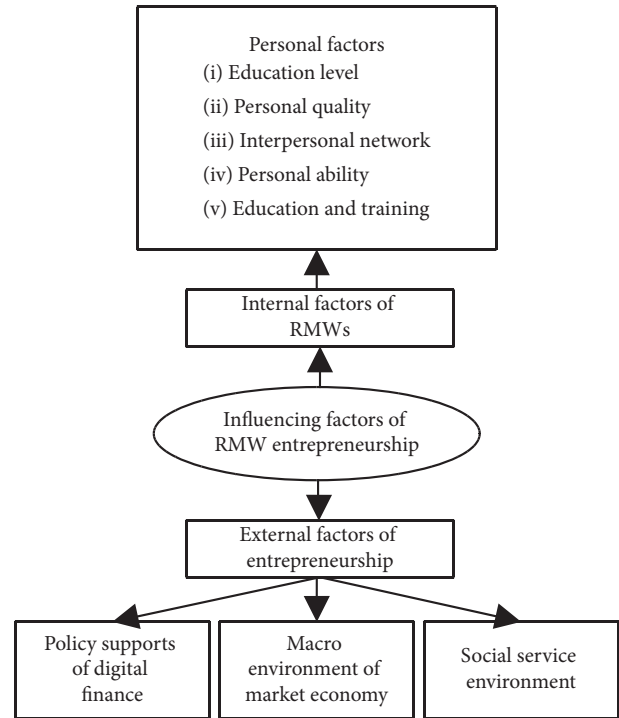 Personal factors
(i) Education level
(ii) Personal quality
(iii) Interpersonal network
(iv) Personal ability
(v) Education and training
Internal factors of
RMWs
Influencing factors of
RMW entrepreneurship
External factors of
entrepreneurship
Policy supports
of digital
finance
Macro
environment of
market economy
Social service
environment